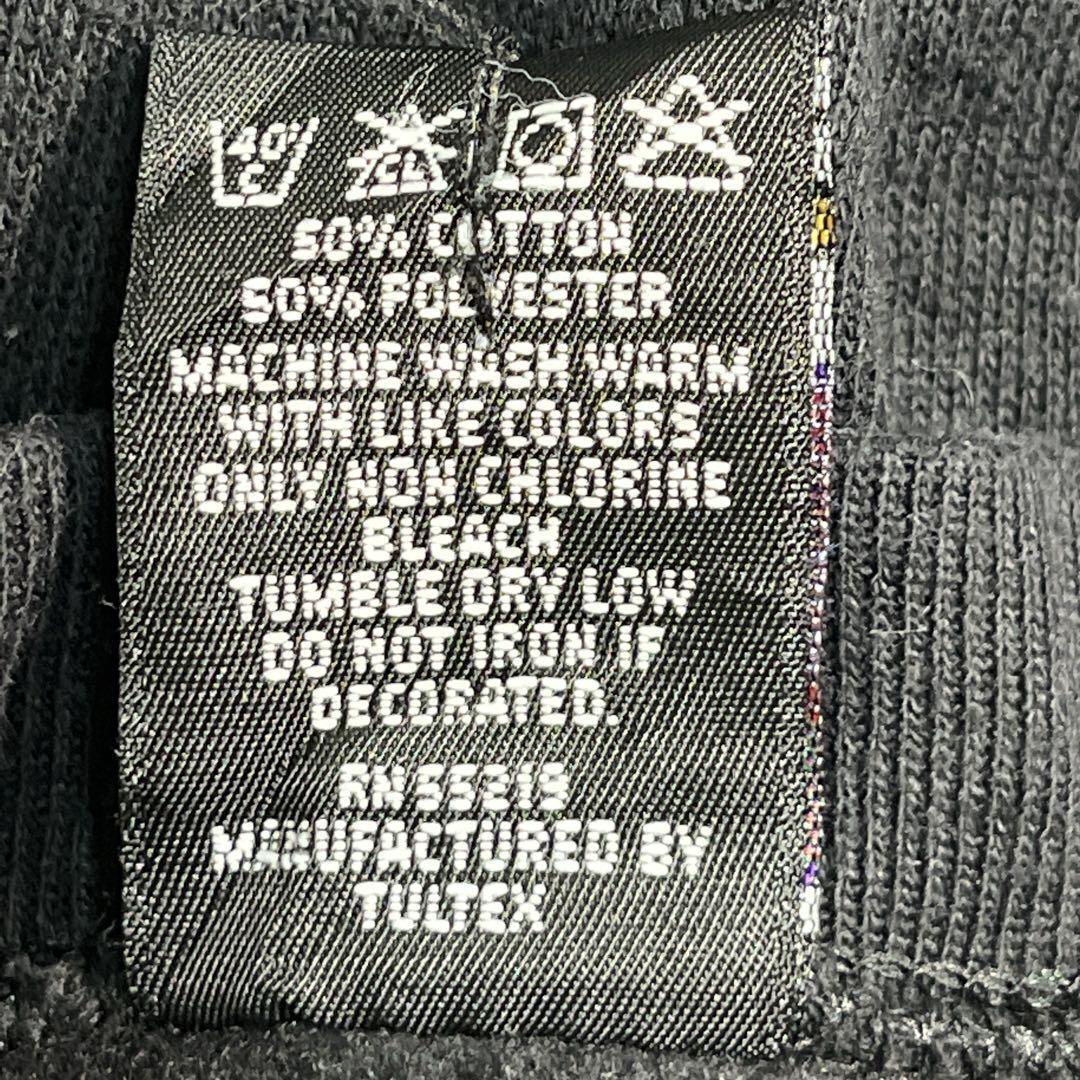 40
C
CL
50% COTTON
50% POLYESTER
MACHINE WASH WARM
WITH LIKE COLORS
ONLY NON CHLORINE
BLEACH
TUMBLE DRY LOW
DO NOT IRON IF
DECORATED.
RN 55219
MANUFACTURED BY
TULTEX